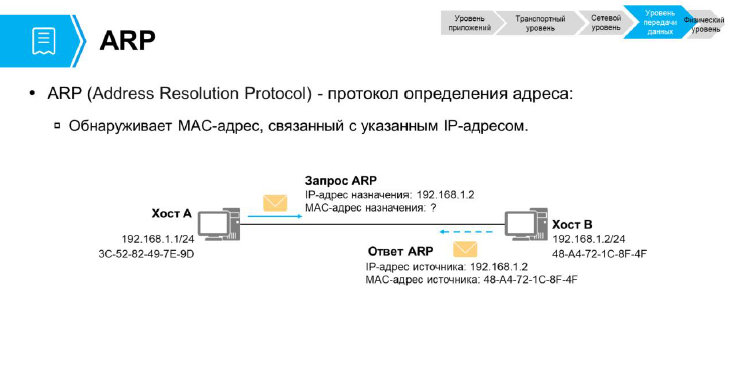 ARP
Уровень
приложений
Транспортный
уровень
Сетевой
уровень
Уровень
передачи
данных
Физический
уровень
• ARP (Address Resolution Protocol) - протокол определения адреса:
▫ Обнаруживает MAC-адрес, связанный с указанным IP-адресом.
Запрос ARP
IP-адрес назначения: 192.168.1.2
MAC-адрес назначения: ?
Хост A
192.168.1.1/24
3C-52-82-49-7E-9D
Хост B
192.168.1.2/24
48-A4-72-1C-8F-4F
Ответ ARP
IP-адрес источника: 192.168.1.2
MAC-адрес источника: 48-A4-72-1C-8F-4F